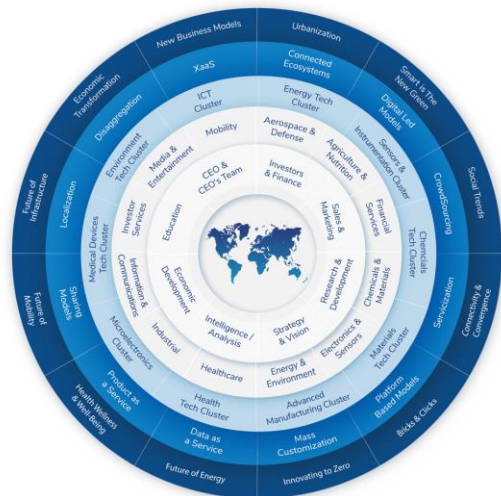 New Business Models
Urbanization
Smart is The
New Green
Social Trends
Connectivity &
Convergence
Bricks & Clicks
Innovating to Zero
Future of Energy
Health Wellness
& Well-Being
Future of
Mobility
Future of
Infrastructure
Economic
Transformation
XaaS
Connected
Ecosystems
Digital Led
Models
CrowdSourcing
Servicization
Platform
Based Models
Mass
Customization
Data as
a Service
Product as
a Service
Sharing
Models
Localization
Disaggregation
ICT
Cluster
Energy Tech
Cluster
Sensors &
Instrumentation Cluster
Chemcials
Tech Cluster
Materials
Tech Cluster
Advanced
Manufacturing Cluster
Health
Tech Cluster
Microelectronics
Cluster
Medical Devices
Tech Cluster
Environment
Tech Cluster
Mobility
Aerospace &
Defense
Agriculture &
Nutrition
Financial
Services
Chemicals &
Materials
Electronics &
Sensors
Energy &
Environment
Healthcare
Industrial
Information &
Communications
Investor
Services
Media &
Entertainment
CEO &
CEO's Team
Investors
& Finance
Sales &
Marketing
Research &
Development
Strategy
& Vision
Intelligence /
Analysis
Economic
Development
Education